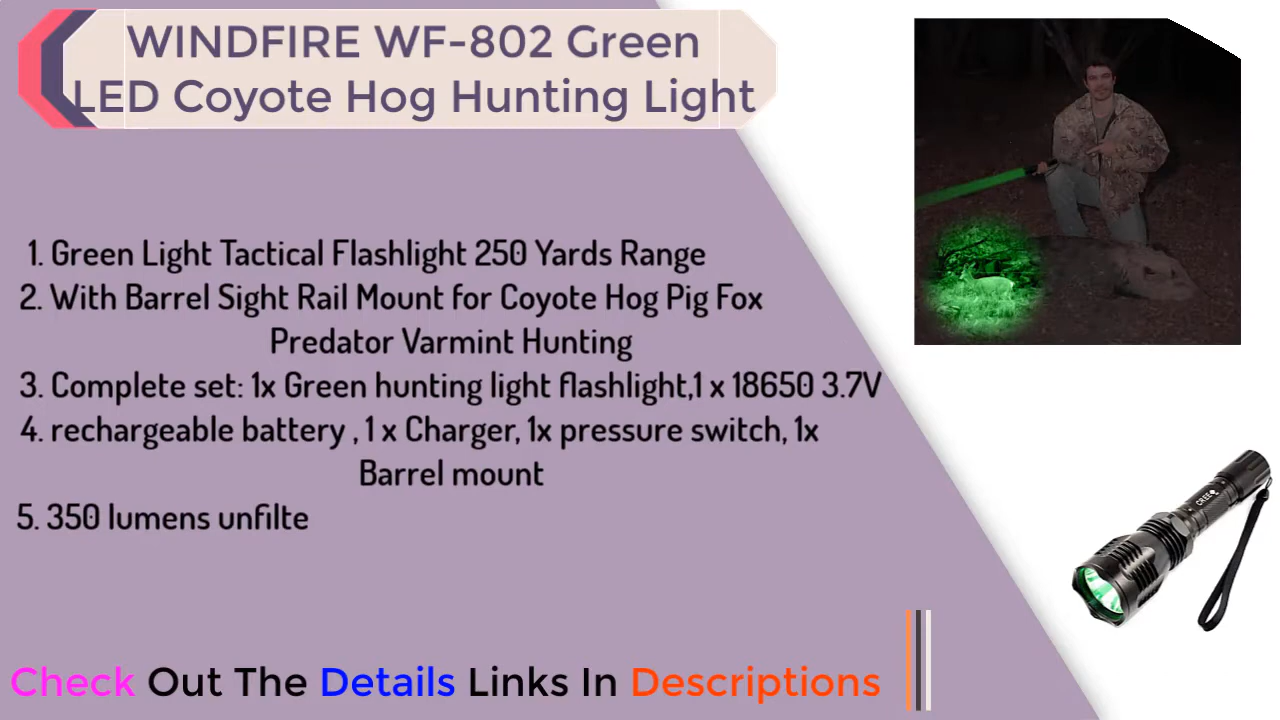 WINDFIRE WF-802 Green
LED Coyote Hog Hunting Light
1. Green Light Tactical Flashlight 250 Yards Range
2. With Barrel Sight Rail Mount for Coyote Hog Pig Fox
Predator Varmint Hunting
3. Complete set: 1x Green hunting light flashlight,1 x 18650 3.7V
4. rechargeable battery , 1 x Charger, 1x pressure switch, 1x
Barrel mount
5. 350 lumens unfilte
CREE
Check Out The Details Links In Descriptions